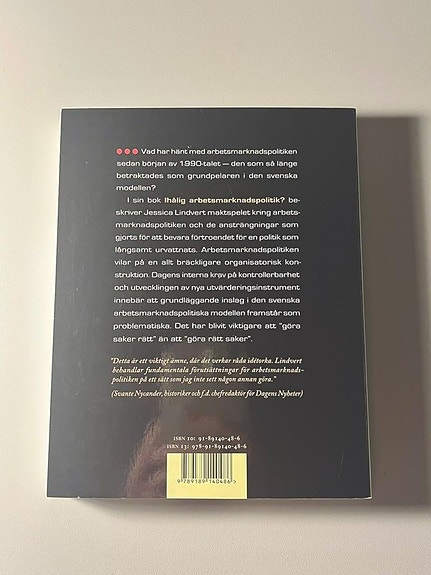 Vad har hänt med arbetsmarknadspolitiken
sedan början av 1990-talet — den som så länge
betraktades som grundpelaren i den svenska
modellen?
I sin bok Ihålig arbetsmarknadspolitik? be-
skriver Jessica Lindvert maktspelet kring arbets-
marknadspolitiken och de ansträngningar som
gjorts för att bevara förtroendet för en politik som
långsamt urvattnats. Arbetsmarknadspolitiken
vilar på en allt bräckligare organisatorisk kon-
struktion. Dagens interna krav på kontrollerbarhet
och utvecklingen av nya utvärderingsinstrument
innebär att grundläggande inslag i den svenska
arbetsmarknadspolitiska modellen framstår som
problematiska. Det har blivit viktigare att "göra
saker rätt" än att "göra rätt saker".
"Detta är ett viktigt ämne, där det verkar råda idétorka. Lindvert
behandlar fundamentala förutsättningar för arbetsmarknads-
politiken på ett sätt som jag inte sett någon annan göra."
(Svante Nycander, historiker och f.d. chefredaktör för Dagens Nyheter)
ISBN 10: 91-89140-48-6
ISBN 13: 978-91-89140-48-6
9 789189 140486 >